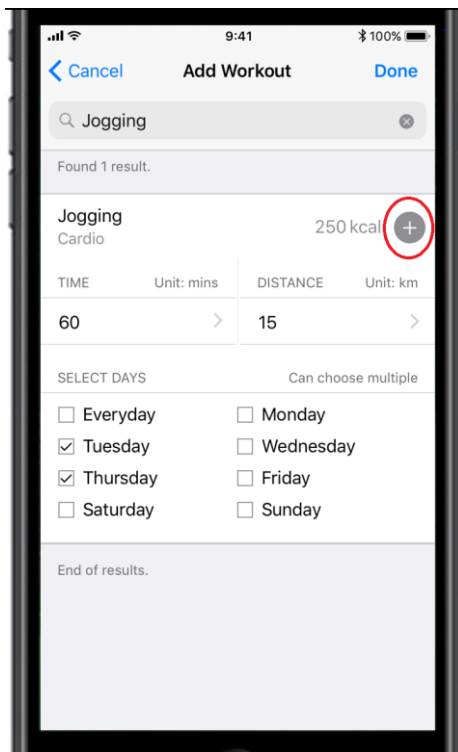 9:41
100%
Cancel Add Workout Done
Jogging
Found 1 result.
Jogging
Cardio
250 kcal
TIME Unit: mins DISTANCE Unit: km
60 15
SELECT DAYS Can choose multiple
Everyday Monday
Tuesday Wednesday
Thursday Friday
Saturday Sunday
End of results.